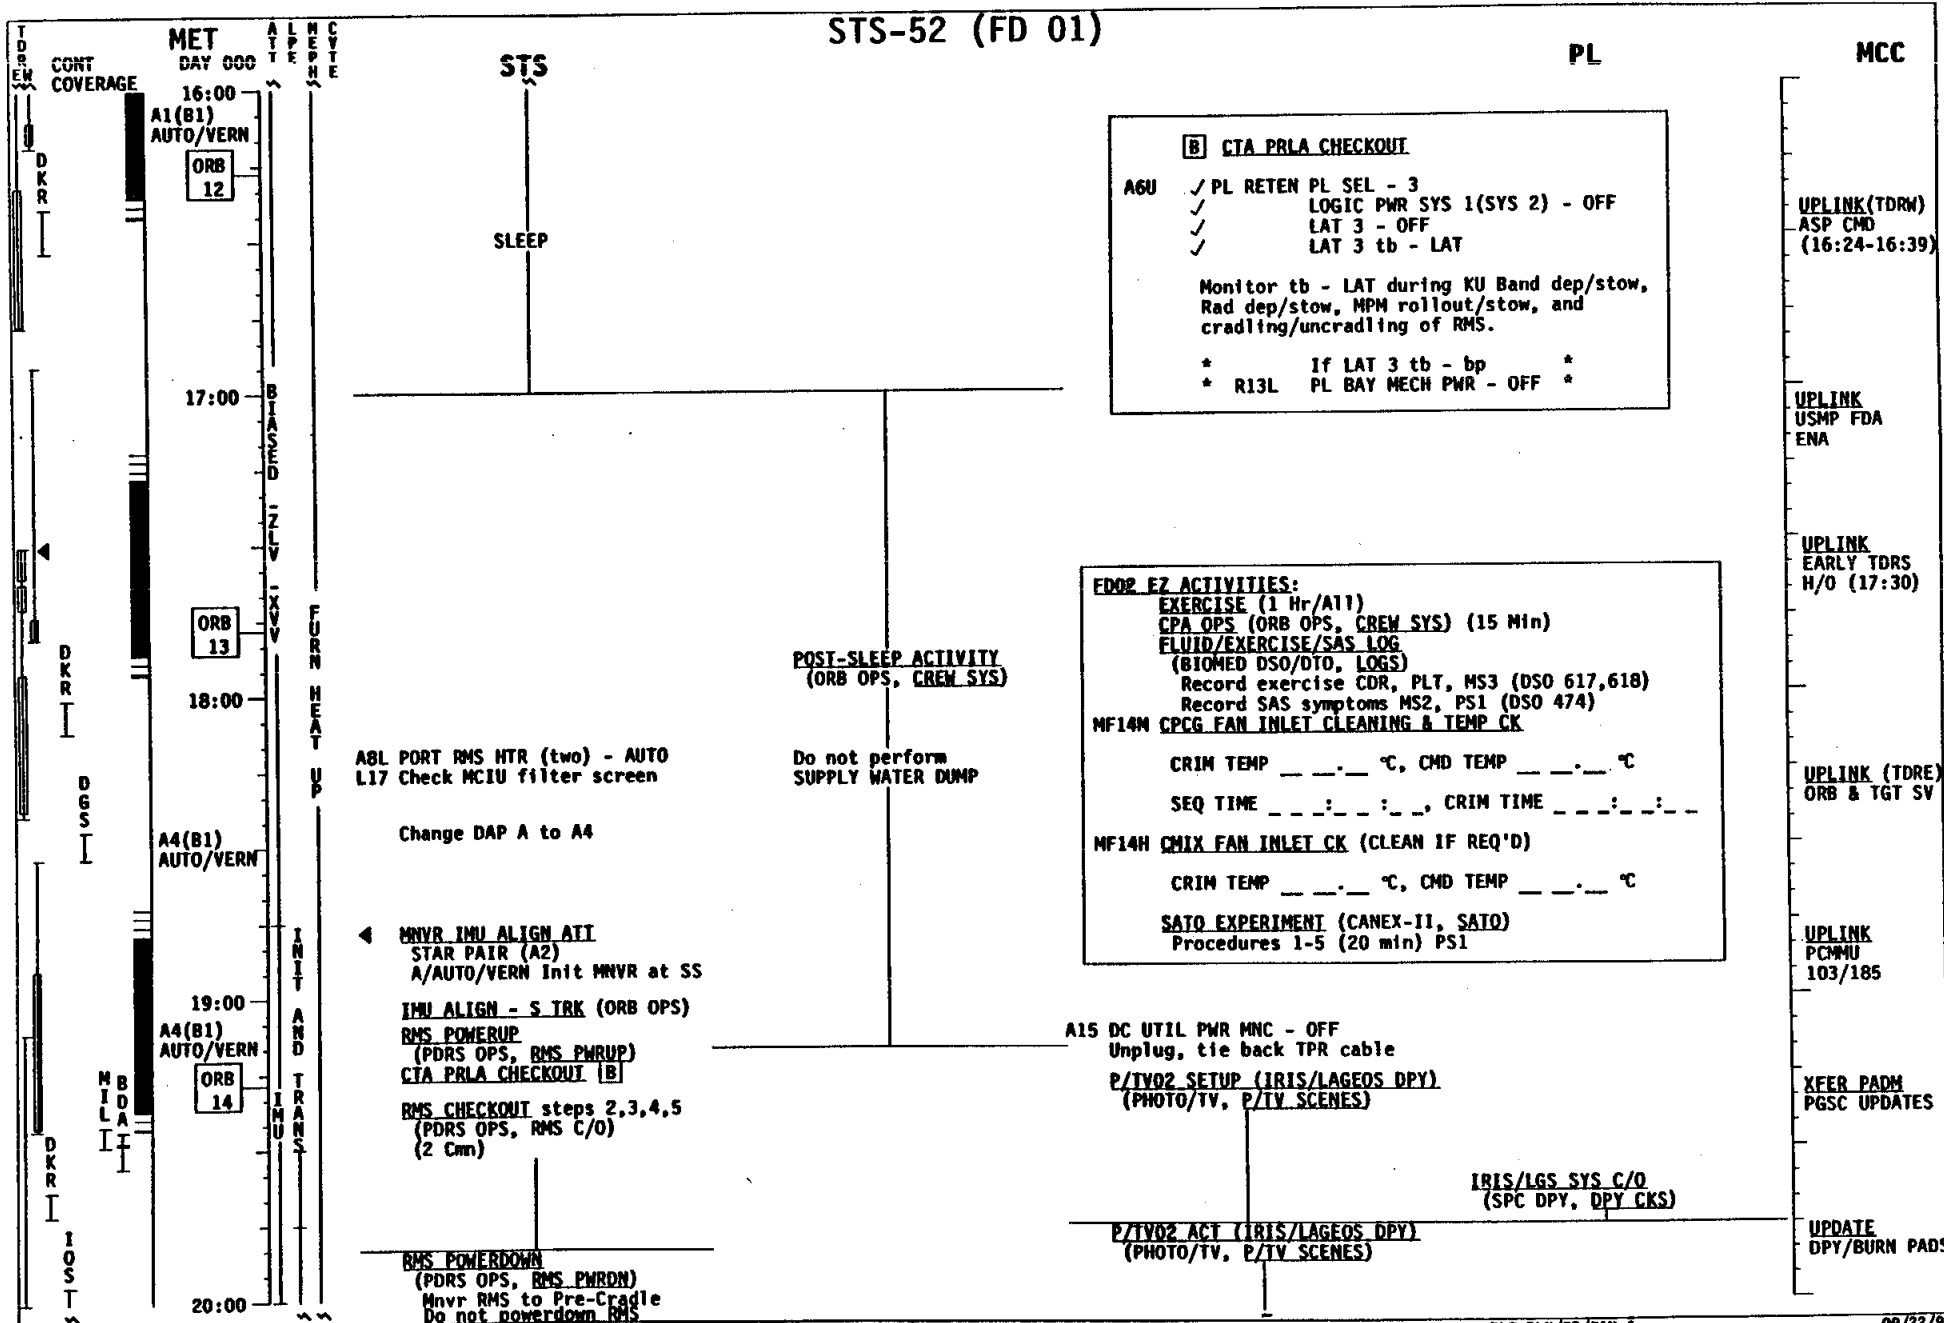 STS-52 (FD 01)
TDRE W
CONT
COVERAGE
MET
DAY 000
ATT
LPE
MEPH
CVTE
STS
PL
MCC
16:00
A1(B1)
AUTO/VERN
ORB
12
DKR
SLEEP
B CTA PRLA CHECKOUT
A6U ✓ PL RETEN PL SEL - 3
✓ LOGIC PWR SYS 1(SYS 2) - OFF
✓ LAT 3 - OFF
✓ LAT 3 tb - LAT
Monitor tb - LAT during KU Band dep/stow,
Rad dep/stow, MPM rollout/stow, and
cradling/uncradling of RMS.
* If LAT 3 tb - bp *
* R13L PL BAY MECH PWR - OFF *
UPLINK(TDRW)
ASP CMD
(16:24-16:39)
17:00
BIASED -ZLV -XVV
UPLINK
USMP FDA
ENA
UPLINK
EARLY TDRS
H/O (17:30)
FURN HEAT UP
ORB
13
DKR
18:00
POST-SLEEP ACTIVITY
(ORB OPS, CREW SYS)
FD02 EZ ACTIVITIES:
EXERCISE (1 Hr/All)
CPA OPS (ORB OPS, CREW SYS) (15 Min)
FLUID/EXERCISE/SAS LOG
(BIOMED DSO/DTO, LOGS)
Record exercise CDR, PLT, MS3 (DSO 617,618)
Record SAS symptoms MS2, PS1 (DSO 474)
MF14M CPCG FAN INLET CLEANING & TEMP CK
CRIM TEMP __ __.__ °C, CMD TEMP __ __.__ °C
SEQ TIME _ _ _:_ _ :_ _, CRIM TIME _ _ _:_ _:_ _
MF14H CMIX FAN INLET CK (CLEAN IF REQ'D)
CRIM TEMP __ __.__ °C, CMD TEMP __ __.__ °C
SATO EXPERIMENT (CANEX-II, SATO)
Procedures 1-5 (20 min) PS1
A8L PORT RMS HTR (two) - AUTO
L17 Check MCIU filter screen
Do not perform
SUPPLY WATER DUMP
UPLINK (TDRE)
ORB & TGT SV
DGS
A4(B1)
AUTO/VERN
Change DAP A to A4
MNVR IMU ALIGN ATT
STAR PAIR (A2)
A/AUTO/VERN Init MNVR at SS
UPLINK
PCMMU
103/185
INIT AND TRANS
19:00
A4(B1)
AUTO/VERN
IMU ALIGN - S TRK (ORB OPS)
RMS POWERUP
(PDRS OPS, RMS PWRUP)
CTA PRLA CHECKOUT B
ORB
14
IMU
MIL
BDA
RMS CHECKOUT steps 2,3,4,5
(PDRS OPS, RMS C/O)
(2 Cmn)
A15 DC UTIL PWR MNC - OFF
Unplug, tie back TPR cable
P/TV02 SETUP (IRIS/LAGEOS DPY)
(PHOTO/TV, P/TV SCENES)
XFER PADM
PGSC UPDATES
DKR
IRIS/LGS SYS C/O
(SPC DPY, DPY CKS)
P/TV02 ACT (IRIS/LAGEOS DPY)
(PHOTO/TV, P/TV SCENES)
UPDATE
DPY/BURN PADS
IOS
20:00
RMS POWERDOWN
(PDRS OPS, RMS PWRDN)
Mnvr RMS to Pre-Cradle
Do not powerdown RMS